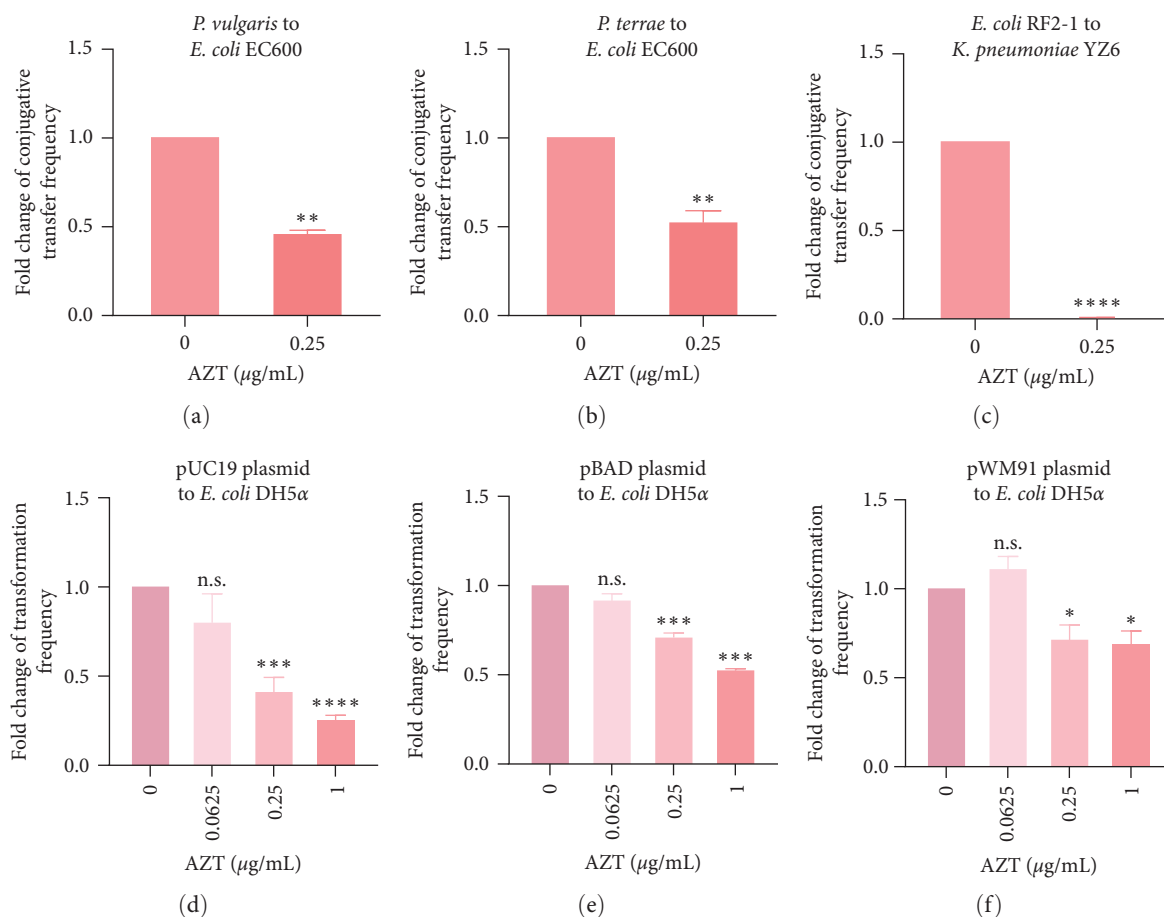 P. vulgaris to
E. coli EC600
Fold change of conjugative
transfer frequency
1.5
1.0
0.5
0.0
**
0
0.25
AZT (µg/mL)
(a)
P. terrae to
E. coli EC600
Fold change of conjugative
transfer frequency
1.5
1.0
0.5
0.0
**
0
0.25
AZT (µg/mL)
(b)
E. coli RF2-1 to
K. pneumoniae YZ6
Fold change of conjugative
transfer frequency
1.5
1.0
0.5
0.0
****
0
0.25
AZT (µg/mL)
(c)
pUC19 plasmid
to E. coli DH5α
Fold change of transformation
frequency
1.5
1.0
0.5
0.0
n.s.
***
****
0
0.0625
0.25
1
AZT (µg/mL)
(d)
pBAD plasmid
to E. coli DH5α
Fold change of transformation
frequency
1.5
1.0
0.5
0.0
n.s.
***
***
0
0.0625
0.25
1
AZT (µg/mL)
(e)
pWM91 plasmid
to E. coli DH5α
Fold change of transformation
frequency
1.5
1.0
0.5
0.0
n.s.
*
*
0
0.0625
0.25
1
AZT (µg/mL)
(f)